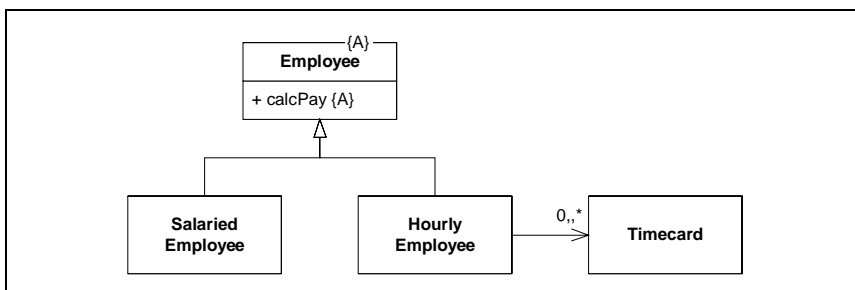 {A}
Employee
+ calcPay {A}
Salaried
Employee
Hourly
Employee
0,,*
Timecard